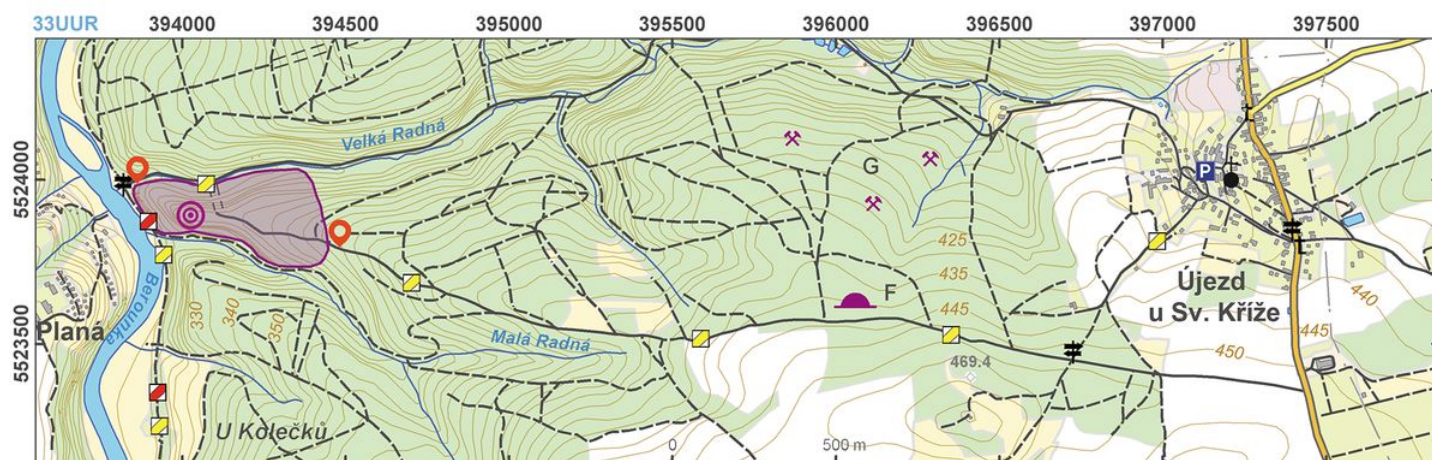 33UUR 394000 394500 395000 395500 396000 396500 397000 397500
5524000
5523500
Velká Radná
G
P
425
435
445
F
Berounka
Planá
330
340
350
Malá Radná
Újezd
u Sv. Kříže
440
445
450
469.4
U Kolečků
0 500 m